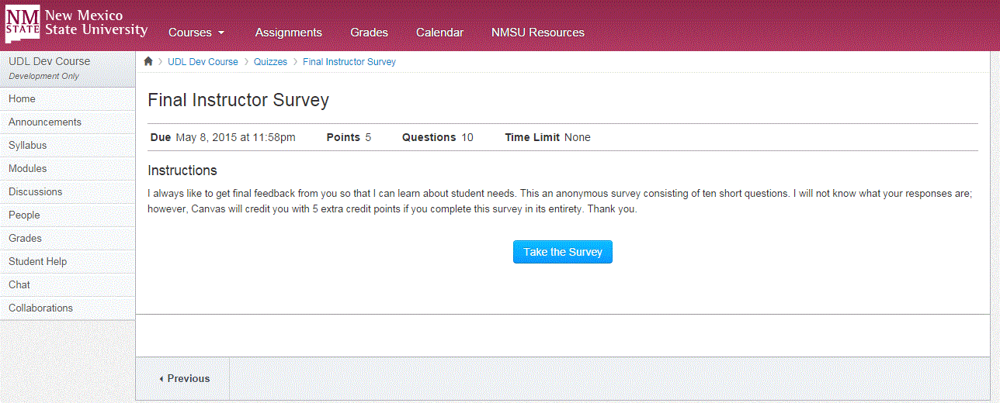 NM
STATE
New Mexico
State University
Courses Assignments Grades Calendar NMSU Resources
UDL Dev Course
Development Only
Home
Announcements
Syllabus
Modules
Discussions
People
Grades
Student Help
Chat
Collaborations
UDL Dev Course > Quizzes > Final Instructor Survey
Final Instructor Survey
Due May 8, 2015 at 11:58pm Points 5 Questions 10 Time Limit None
Instructions
I always like to get final feedback from you so that I can learn about student needs. This an anonymous survey consisting of ten short questions. I will not know what your responses are;
however, Canvas will credit you with 5 extra credit points if you complete this survey in its entirety. Thank you.
Take the Survey
Previous